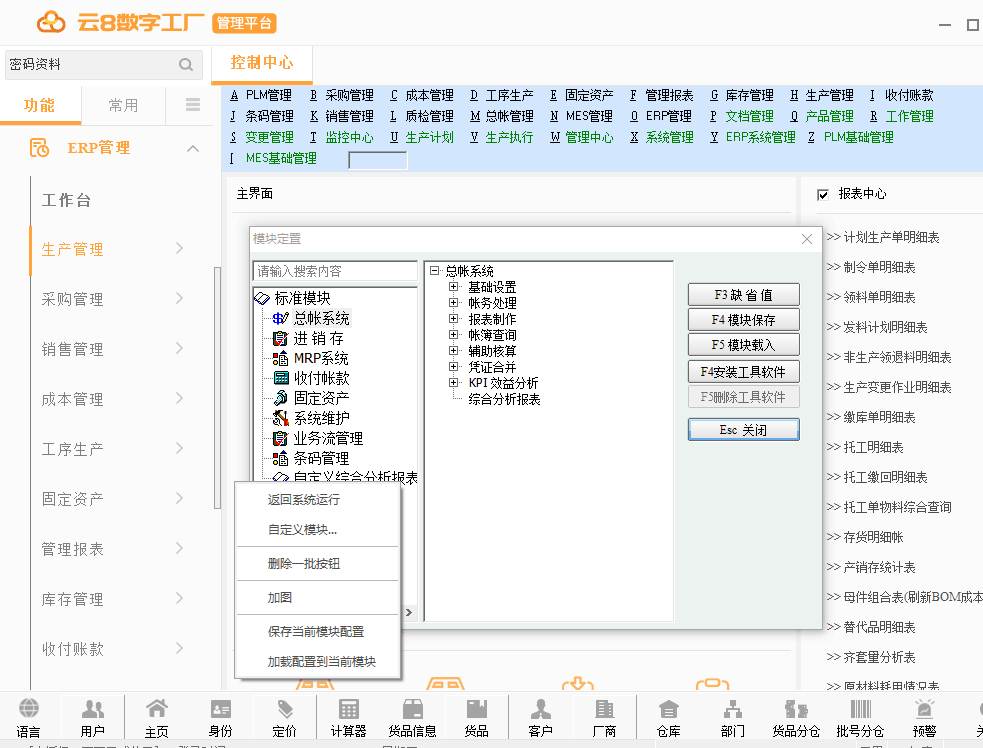 云8数字工厂 管理平台
密码资料
控制中心
功能 常用
A PLM管理 B 采购管理 C 成本管理 D 工序生产 E 固定资产 F 管理报表 G 库存管理 H 生产管理 I 收付账款
J 条码管理 K 销售管理 L 质检管理 M 总帐管理 N MES管理 O ERP管理 P 文档管理 Q 产品管理 R 工作管理
S 变更管理 T 监控中心 U 生产计划 V 生产执行 W 管理中心 X 系统管理 Y ERP系统管理 Z PLM基础管理
[ MES基础管理
ERP管理
工作台
生产管理
采购管理
销售管理
成本管理
工序生产
固定资产
管理报表
库存管理
收付账款
主界面
模块定置
请输入搜索内容
标准模块
总帐系统
进 销 存
MRP系统
收付帐款
固定资产
系统维护
业务流管理
条码管理
自定义综合分析报表
总帐系统
基础设置
帐务处理
报表制作
帐簿查询
辅助核算
凭证合并
KPI 效益分析
综合分析报表
F3 缺 省 值
F4 模块保存
F5 模块载入
F4安装工具软件
F5删除工具软件
Esc 关闭
返回系统运行
自定义模块...
删除一批按钮
加图
保存当前模块配置
加载配置到当前模块
报表中心
>> 计划生产单明细表
>> 制令单明细表
>> 领料单明细表
>> 发料计划明细表
>> 非生产领退料明细表
>> 生产变更作业明细表
>> 缴库单明细表
>> 托工明细表
>> 托工缴回明细表
>> 托工单物料综合查询
>> 存货明细帐
>> 产销存统计表
>> 母件组合表(刷新BOM成本
>> 替代品明细表
>> 齐套量分析表
>> 原材料耗用情况表
语言 用户 主页 身份 定价 计算器 货品信息 货品 客户 厂商 仓库 部门 货品分仓 批号分仓 预警